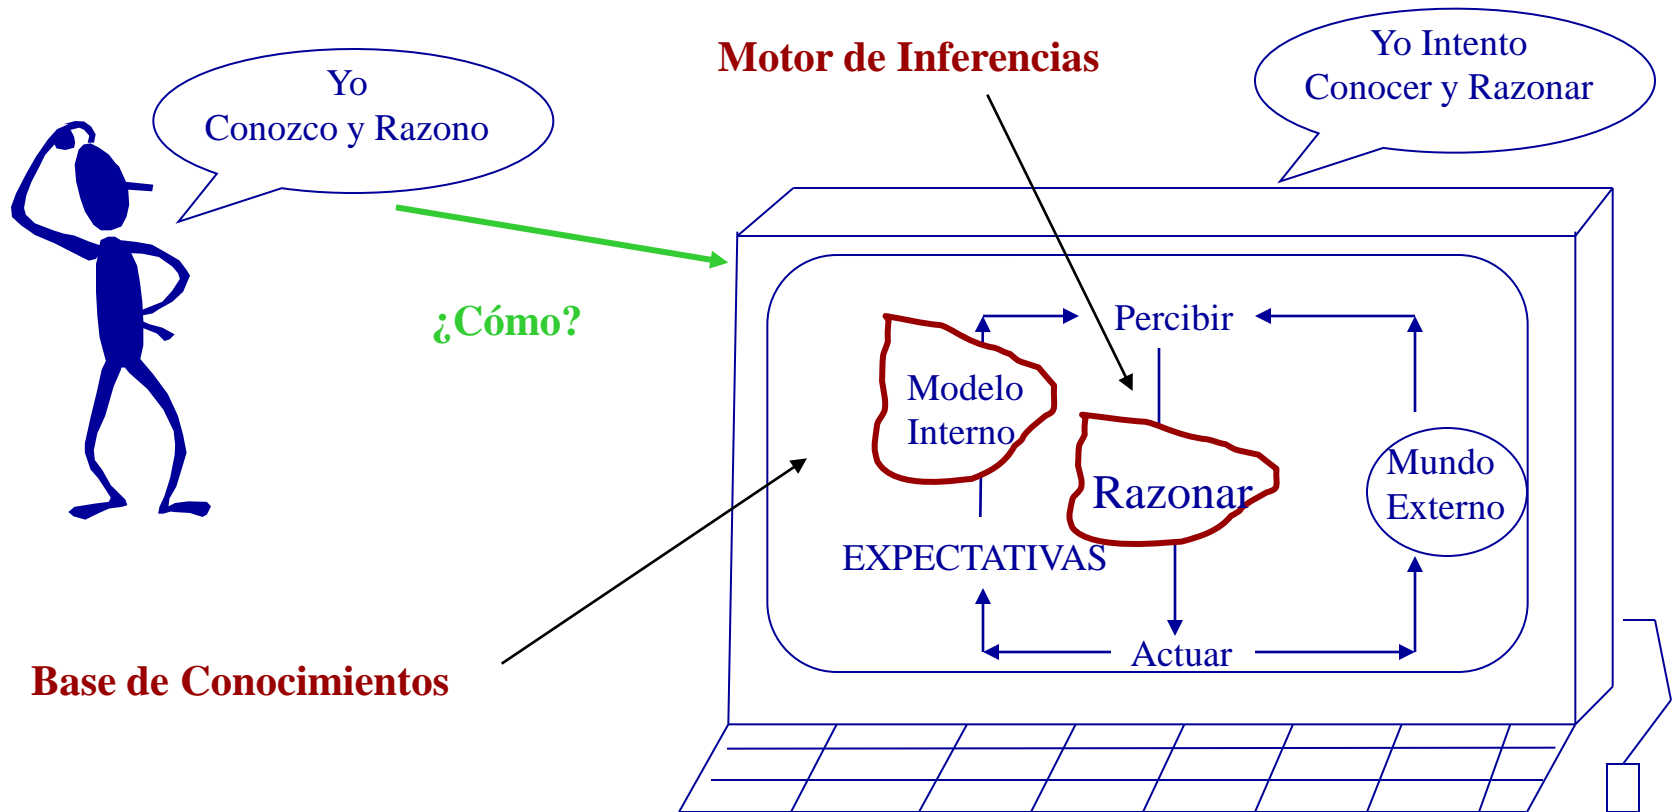 Motor de Inferencias
Yo Intento
Conocer y Razonar
Yo
Conozco y Razono
¿Cómo?
Percibir
Modelo
Interno
Razonar
Mundo
Externo
EXPECTATIVAS
Actuar
Base de Conocimientos